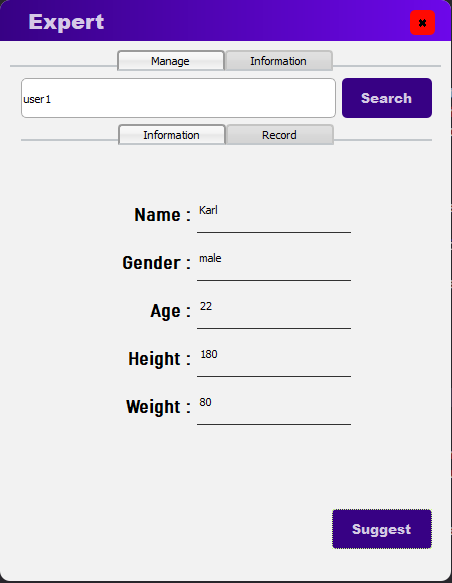 Expert
Manage Information
user1 Search
Information Record
Name : Karl
Gender : male
Age : 22
Height : 180
Weight : 80
Suggest